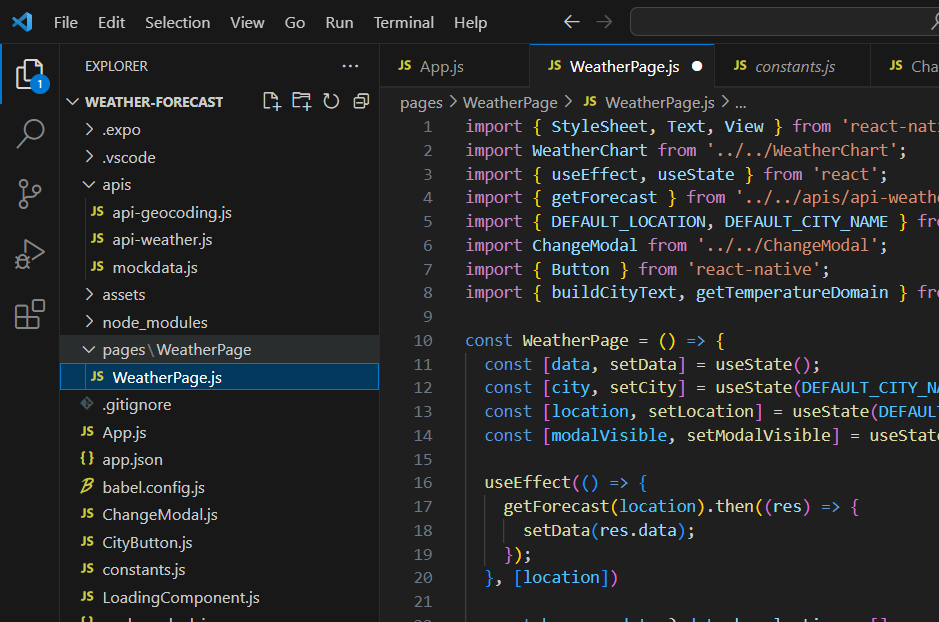 File Edit Selection View Go Run Terminal Help
EXPLORER
WEATHER-FORECAST
.expo
.vscode
apis
JS api-geocoding.js
JS api-weather.js
JS mockdata.js
assets
node_modules
pages\WeatherPage
JS WeatherPage.js
.gitignore
JS App.js
{} app.json
babel.config.js
JS ChangeModal.js
JS CityButton.js
JS constants.js
JS LoadingComponent.js
1
JS App.js
JS WeatherPage.js
JS constants.js
JS Cha
pages > WeatherPage > JS WeatherPage.js > ...
1 import { StyleSheet, Text, View } from 'react-nati
2 import WeatherChart from '../../WeatherChart';
3 import { useEffect, useState } from 'react';
4 import { getForecast } from '../../apis/api-weathe
5 import { DEFAULT_LOCATION, DEFAULT_CITY_NAME } fro
6 import ChangeModal from '../../ChangeModal';
7 import { Button } from 'react-native';
8 import { buildCityText, getTemperatureDomain } fro
9
10 const WeatherPage = () => {
11 const [data, setData] = useState();
12 const [city, setCity] = useState(DEFAULT_CITY_NA
13 const [location, setLocation] = useState(DEFAULT
14 const [modalVisible, setModalVisible] = useState
15
16 useEffect(() => {
17 getForecast(location).then((res) => {
18 setData(res.data);
19 });
20 }, [location])
21